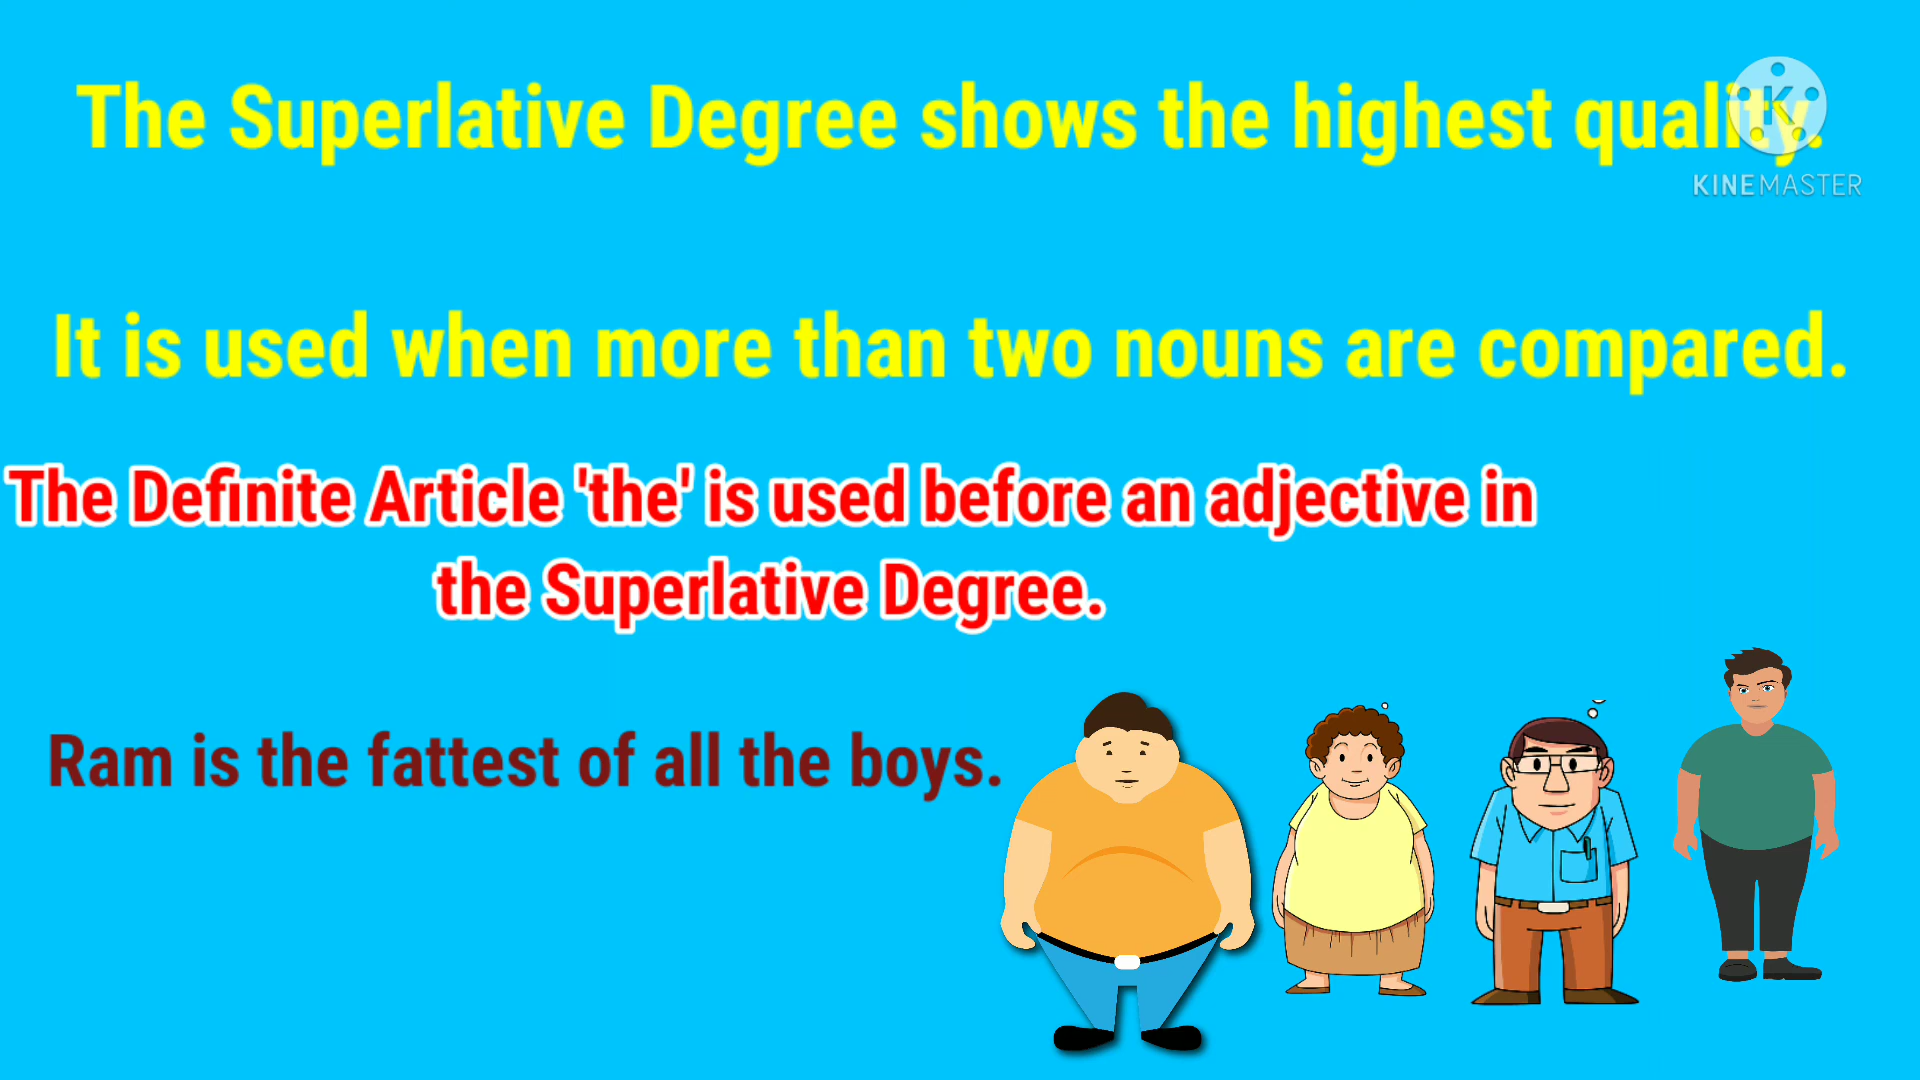 The Superlative Degree shows the highest quality.
KINEMASTER
It is used when more than two nouns are compared.
The Definite Article 'the' is used before an adjective in
the Superlative Degree.
Ram is the fattest of all the boys.